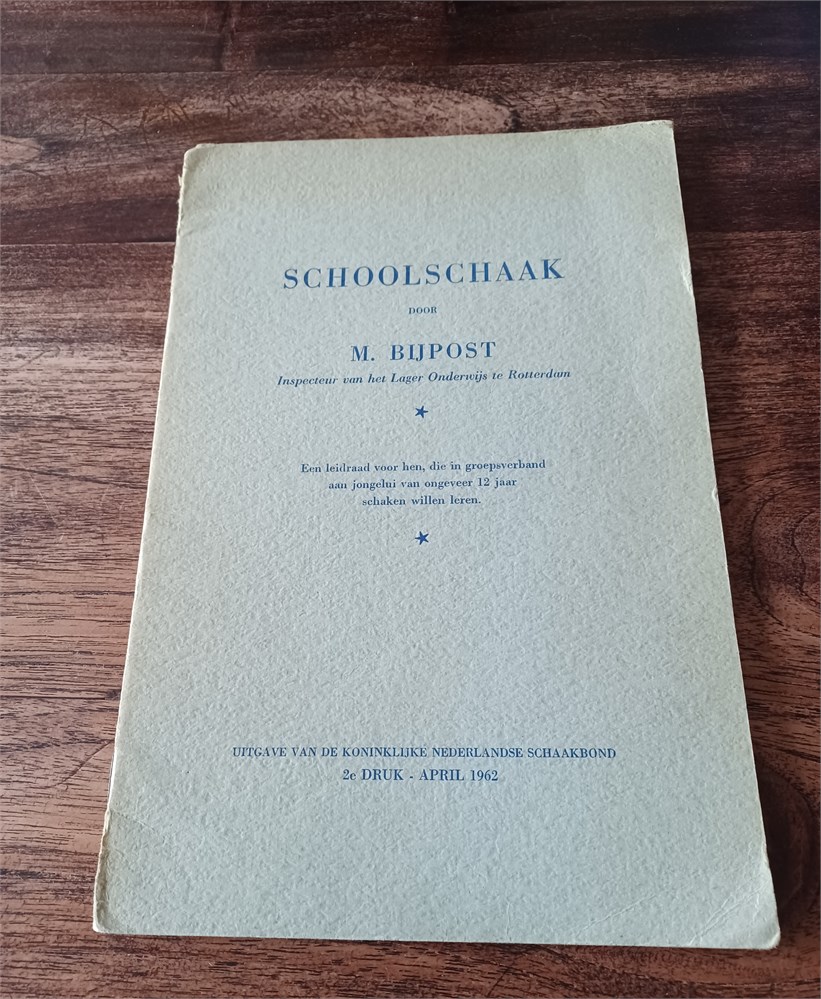 SCHOOLSCHAAK
DOOR
M. BIJPOST
Inspecteur van het Lager Onderwijs te Rotterdam
Een leidraad voor hen, die in groepsverband
aan jongelui van ongeveer 12 jaar
schaken willen leren.
UITGAVE VAN DE KONINKLIJKE NEDERLANDSE SCHAAKBOND
2e DRUK - APRIL 1962